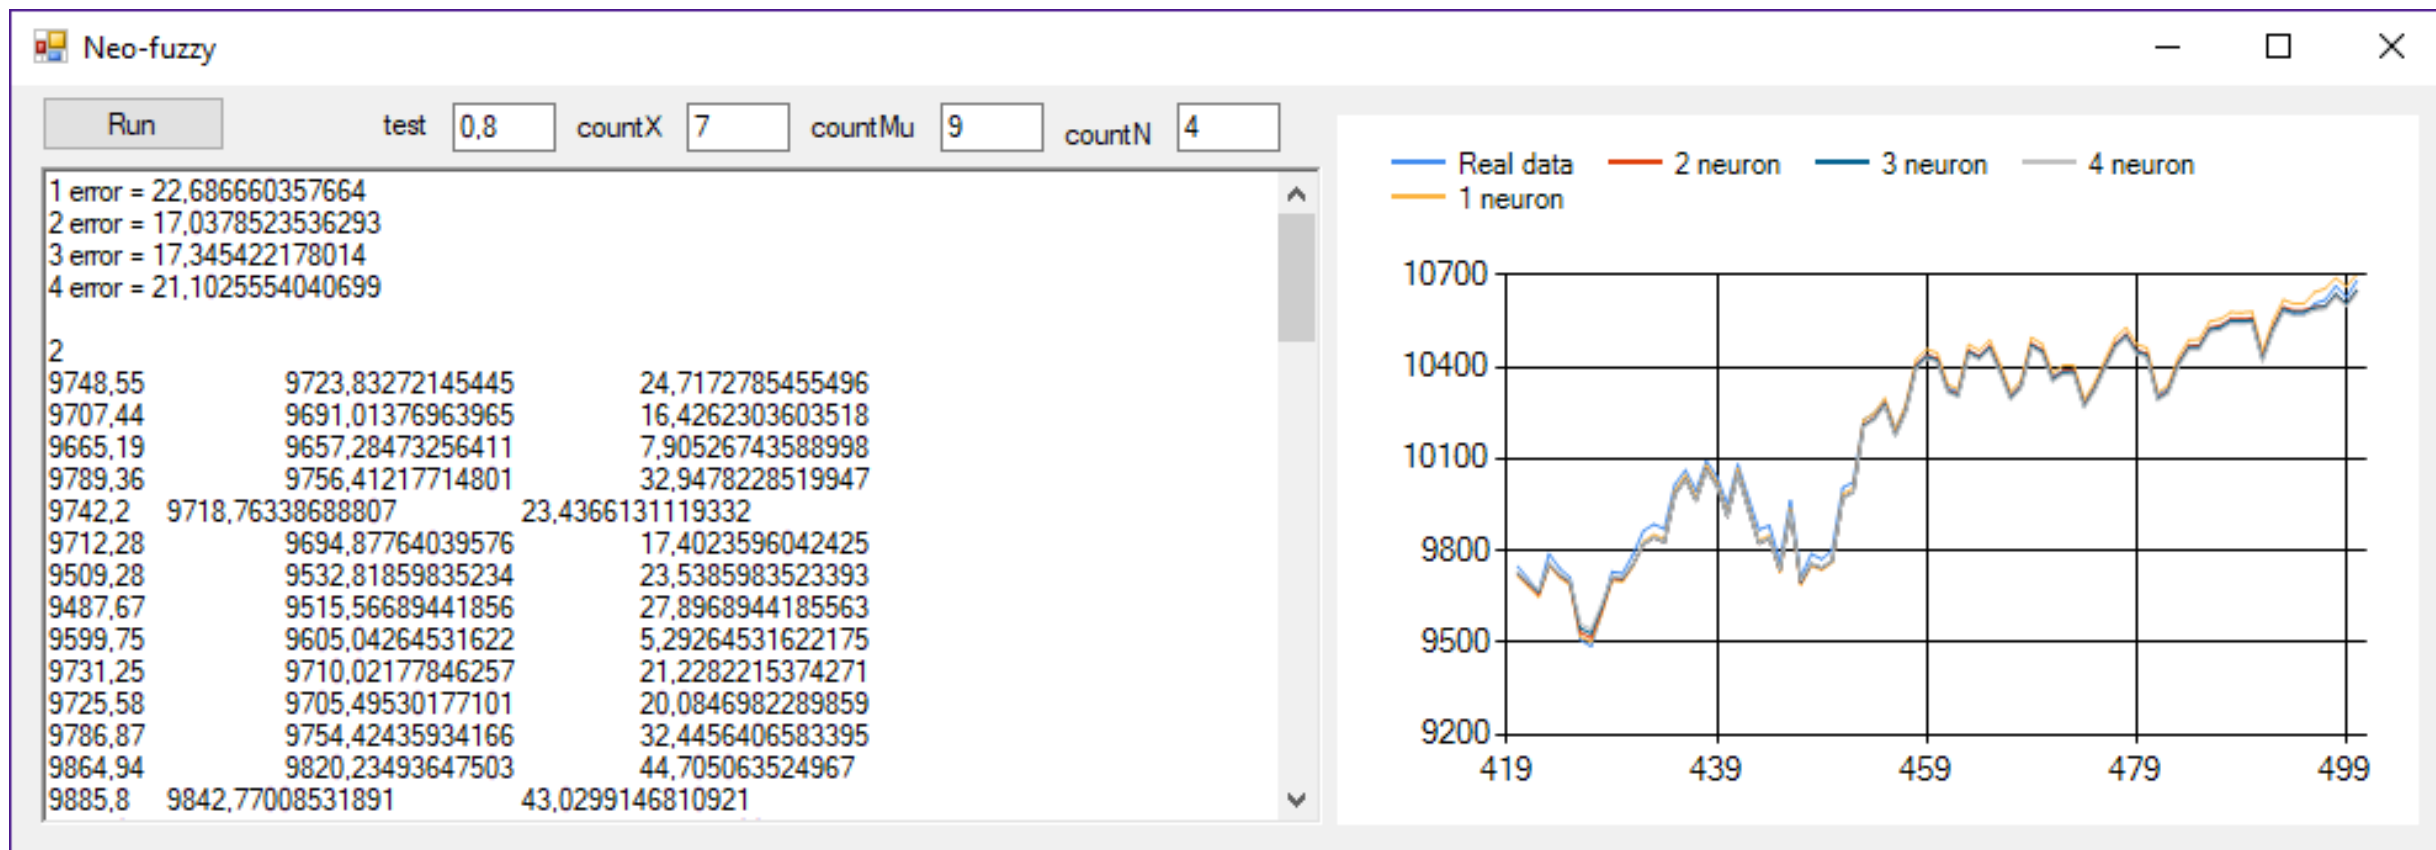 Neo-fuzzy
Run test 0,8 countX 7 countMu 9 countN 4
1 error = 22,686660357664
2 error = 17,0378523536293
3 error = 17,345422178014
4 error = 21,1025554040699
2
9748,55 9723,83272145445 24,7172785455496
9707,44 9691,01376963965 16,4262303603518
9665,19 9657,28473256411 7,90526743588998
9789,36 9756,41217714801 32,9478228519947
9742,2 9718,76338688807 23,4366131119332
9712,28 9694,87764039576 17,4023596042425
9509,28 9532,81859835234 23,5385983523393
9487,67 9515,56689441856 27,8968944185563
9599,75 9605,04264531622 5,29264531622175
9731,25 9710,02177846257 21,2282215374271
9725,58 9705,49530177101 20,0846982289859
9786,87 9754,42435934166 32,4456406583395
9864,94 9820,23493647503 44,705063524967
9885,8 9842,77008531891 43,0299146810921
Real data 2 neuron 3 neuron 4 neuron
1 neuron
10700
10400
10100
9800
9500
9200
419 439 459 479 499